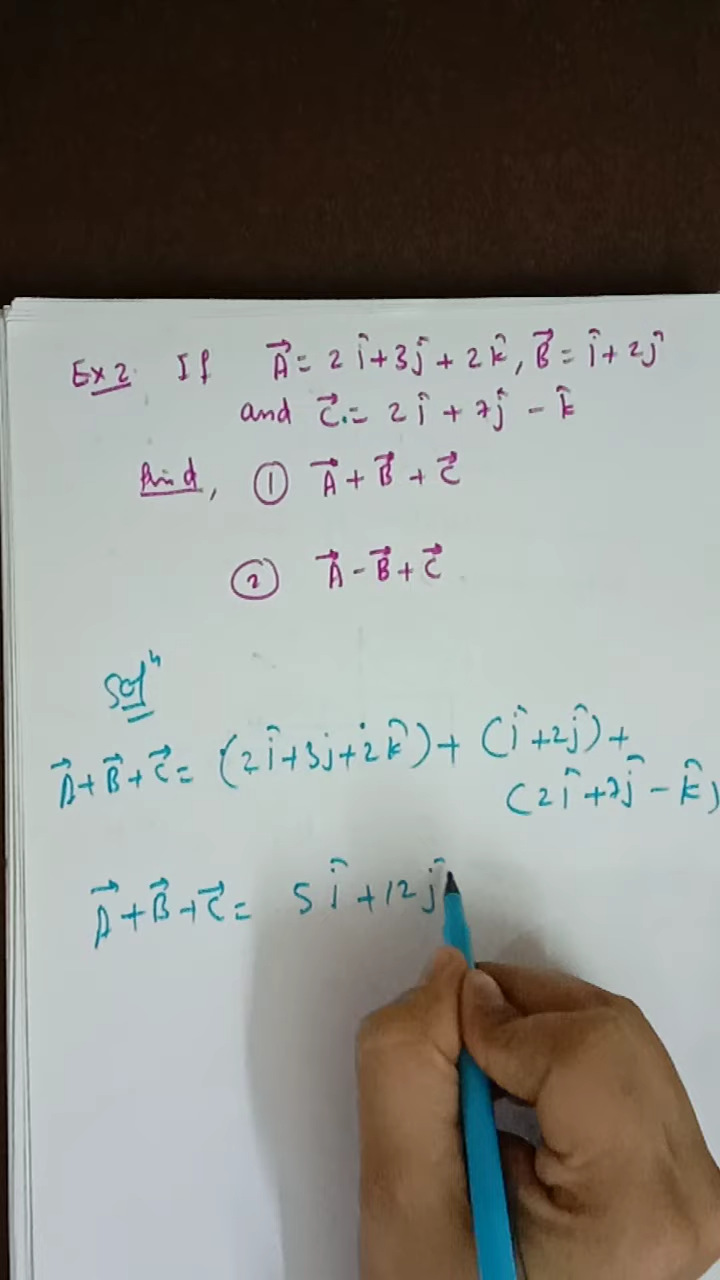 Ex 2. If A⃗ = 2î + 3ĵ + 2k̂, B⃗ = î + 2ĵ
and C⃗ = 2î + 7ĵ - k̂
Find, ① A⃗ + B⃗ + C⃗
② A⃗ - B⃗ + C⃗
Solⁿ
A⃗ + B⃗ + C⃗ = (2î + 3j + 2k̂) + (î + 2ĵ) +
(2î + 7ĵ - k̂)
A⃗ + B⃗ + C⃗ = 5î + 12ĵ